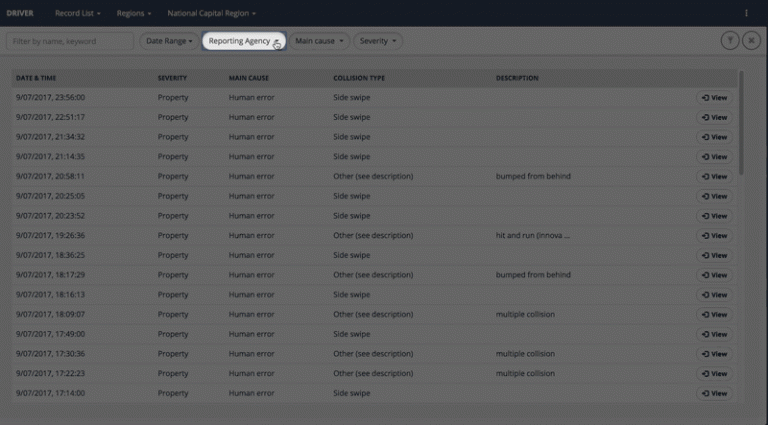 DRIVER Record List Regions National Capital Region
Filter by name, keyword Date Range Reporting Agency Main cause Severity
DATE & TIME SEVERITY MAIN CAUSE COLLISION TYPE DESCRIPTION
9/07/2017, 23:56:00 Property Human error Side swipe View
9/07/2017, 22:51:17 Property Human error Side swipe View
9/07/2017, 21:34:32 Property Human error Side swipe View
9/07/2017, 21:14:35 Property Human error Side swipe View
9/07/2017, 20:58:11 Property Human error Other (see description) bumped from behind View
9/07/2017, 20:25:05 Property Human error Side swipe View
9/07/2017, 20:23:52 Property Human error Side swipe View
9/07/2017, 19:26:36 Property Human error Other (see description) hit and run (innova ... View
9/07/2017, 18:36:25 Property Human error Side swipe View
9/07/2017, 18:17:29 Property Human error Other (see description) bumped from behind View
9/07/2017, 18:16:13 Property Human error Side swipe View
9/07/2017, 18:09:07 Property Human error Other (see description) multiple collision View
9/07/2017, 17:49:00 Property Human error Side swipe View
9/07/2017, 17:30:36 Property Human error Other (see description) multiple collision View
9/07/2017, 17:22:23 Property Human error Other (see description) multiple collision View
9/07/2017, 17:14:00 Property Human error Side swipe View